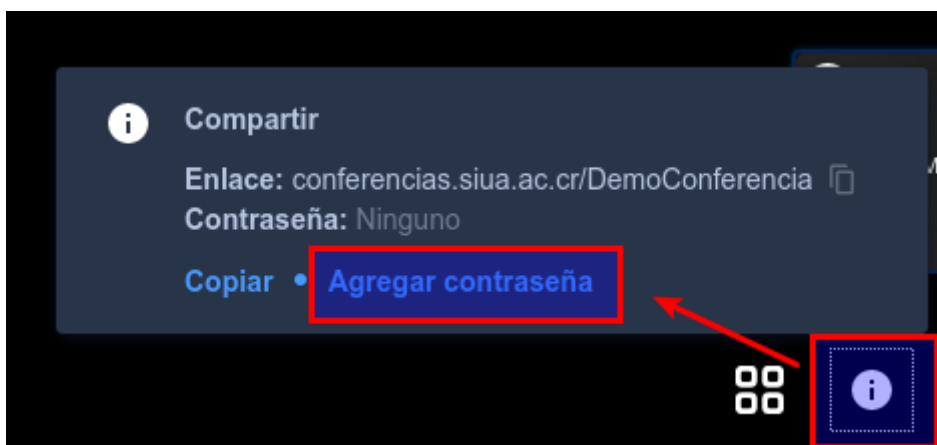 Compartir
Enlace: conferencias.siua.ac.cr/DemoConferencia
Contraseña: Ninguno
Copiar • Agregar contraseña